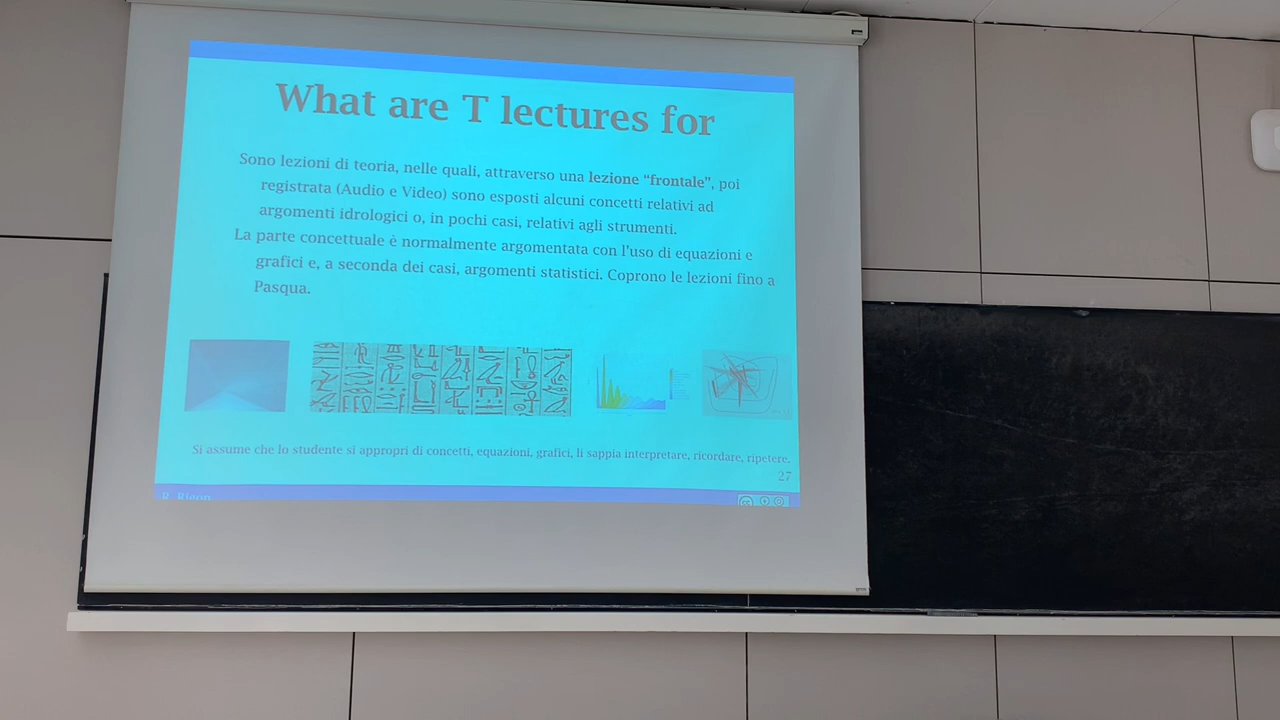 What are T lectures for
Sono lezioni di teoria, nelle quali, attraverso una lezione “frontale”, poi
registrata (Audio e Video) sono esposti alcuni concetti relativi ad
argomenti idrologici o, in pochi casi, relativi agli strumenti.
La parte concettuale è normalmente argomentata con l'uso di equazioni e
grafici e, a seconda dei casi, argomenti statistici. Coprono le lezioni fino a
Pasqua.
Si assume che lo studente si appropri di concetti, equazioni, grafici, li sappia interpretare, ricordare, ripetere.
27
R. Rigon
cc